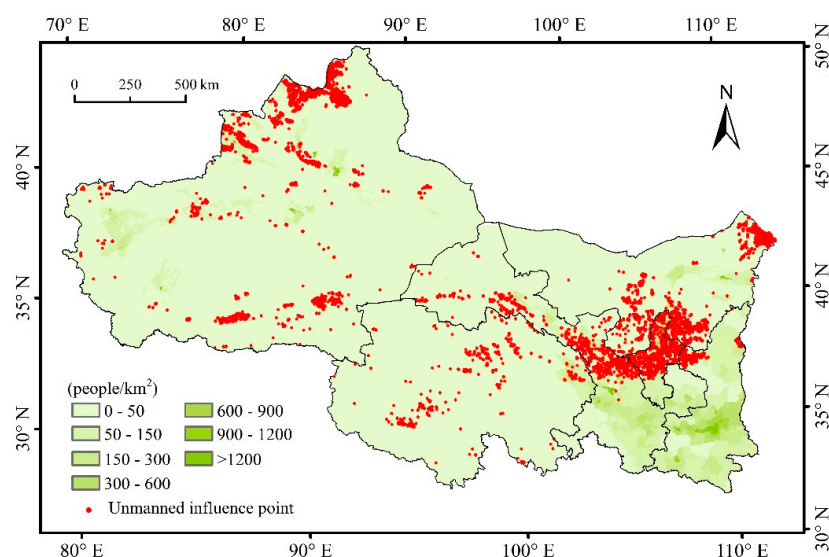 70° E 80° E 90° E 100° E 110° E
50° N
0 250 500 km
N
40° N
45° N
35° N
40° N
(people/km²)
0 - 50 600 - 900
50 - 150 900 - 1200
150 - 300 >1200
300 - 600
Unmanned influence point
30° N
35° N
30° N
80° E 90° E 100° E 110° E